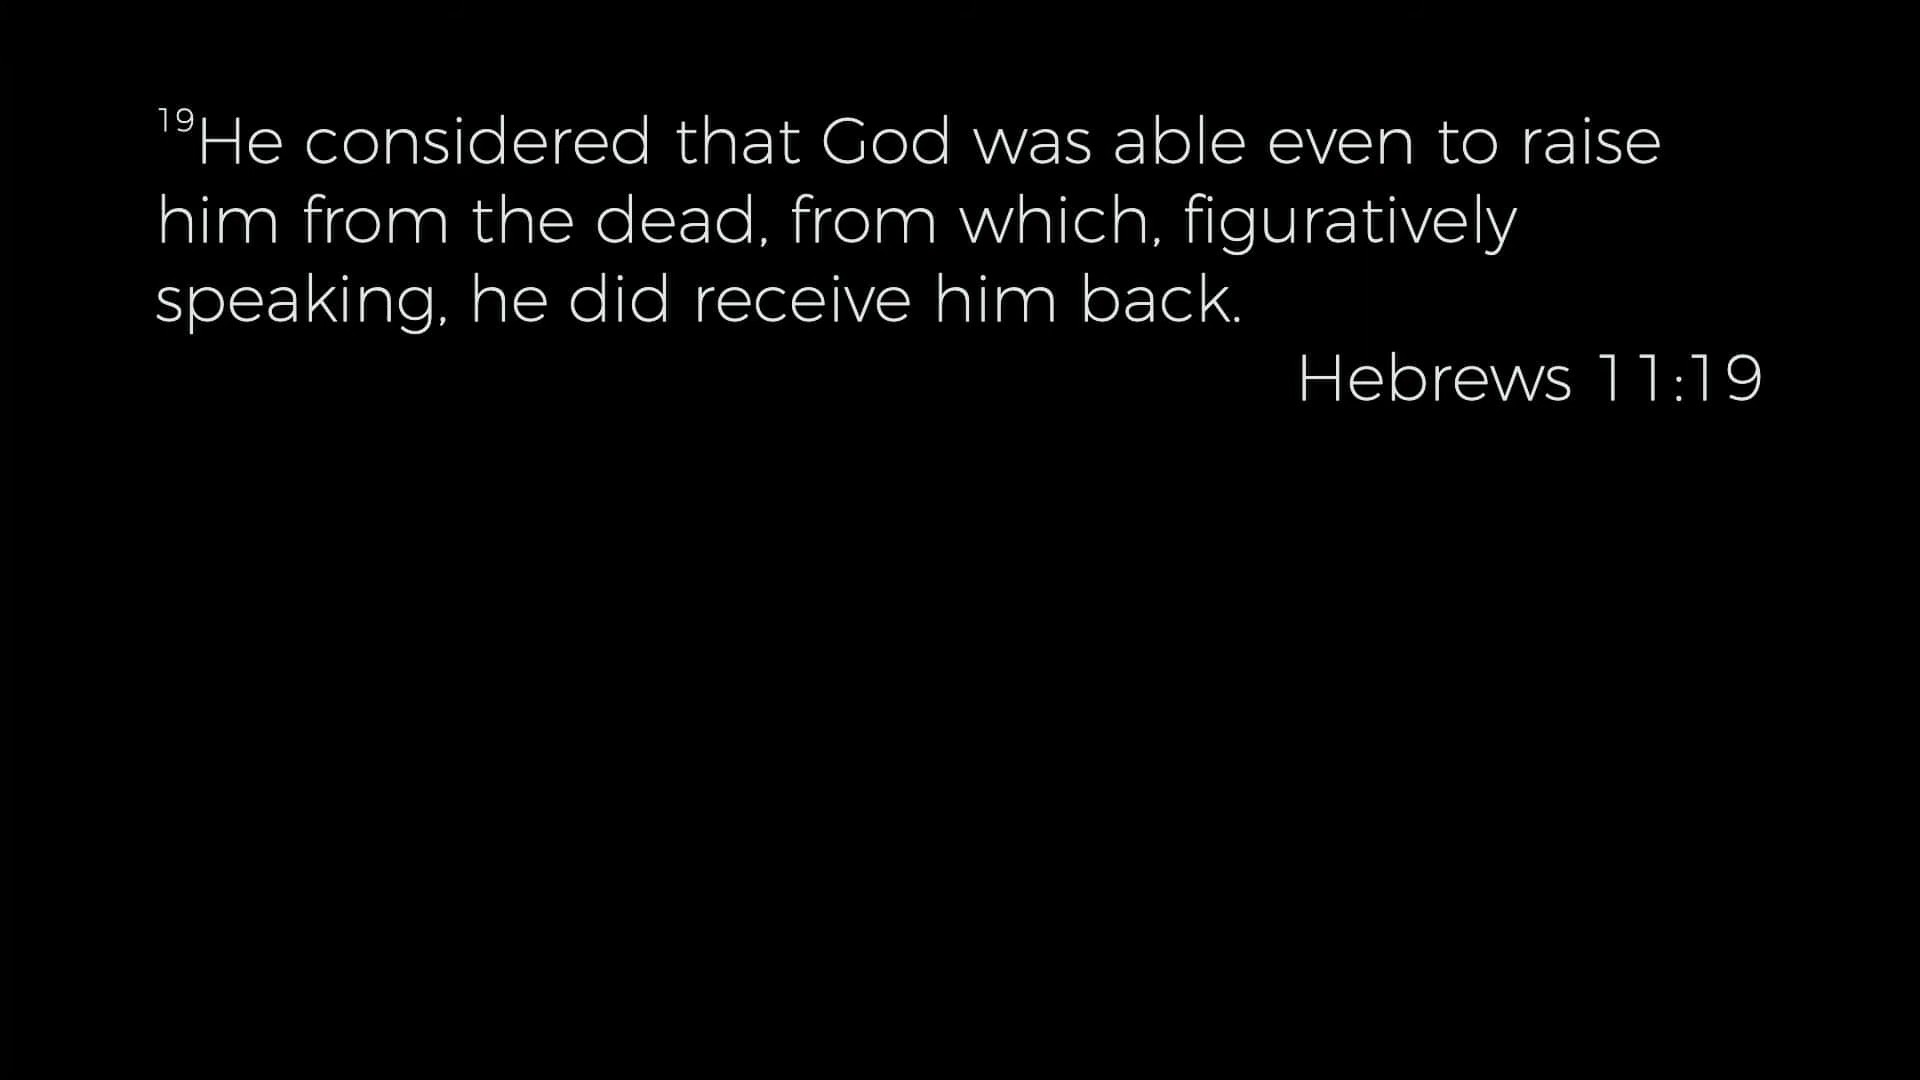 19He considered that God was able even to raise
him from the dead, from which, figuratively
speaking, he did receive him back.
Hebrews 11:19